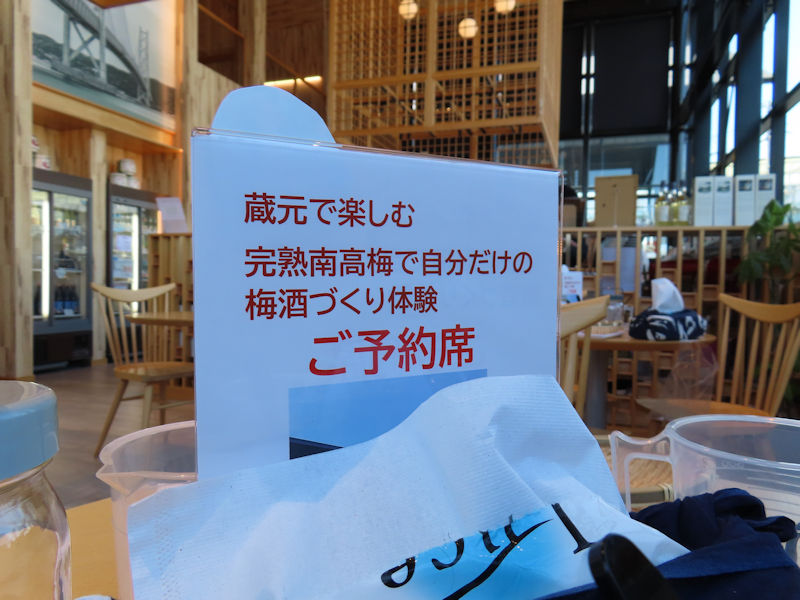 蔵元で楽しむ
完熟南高梅で自分だけの
梅酒づくり体験
ご予約席